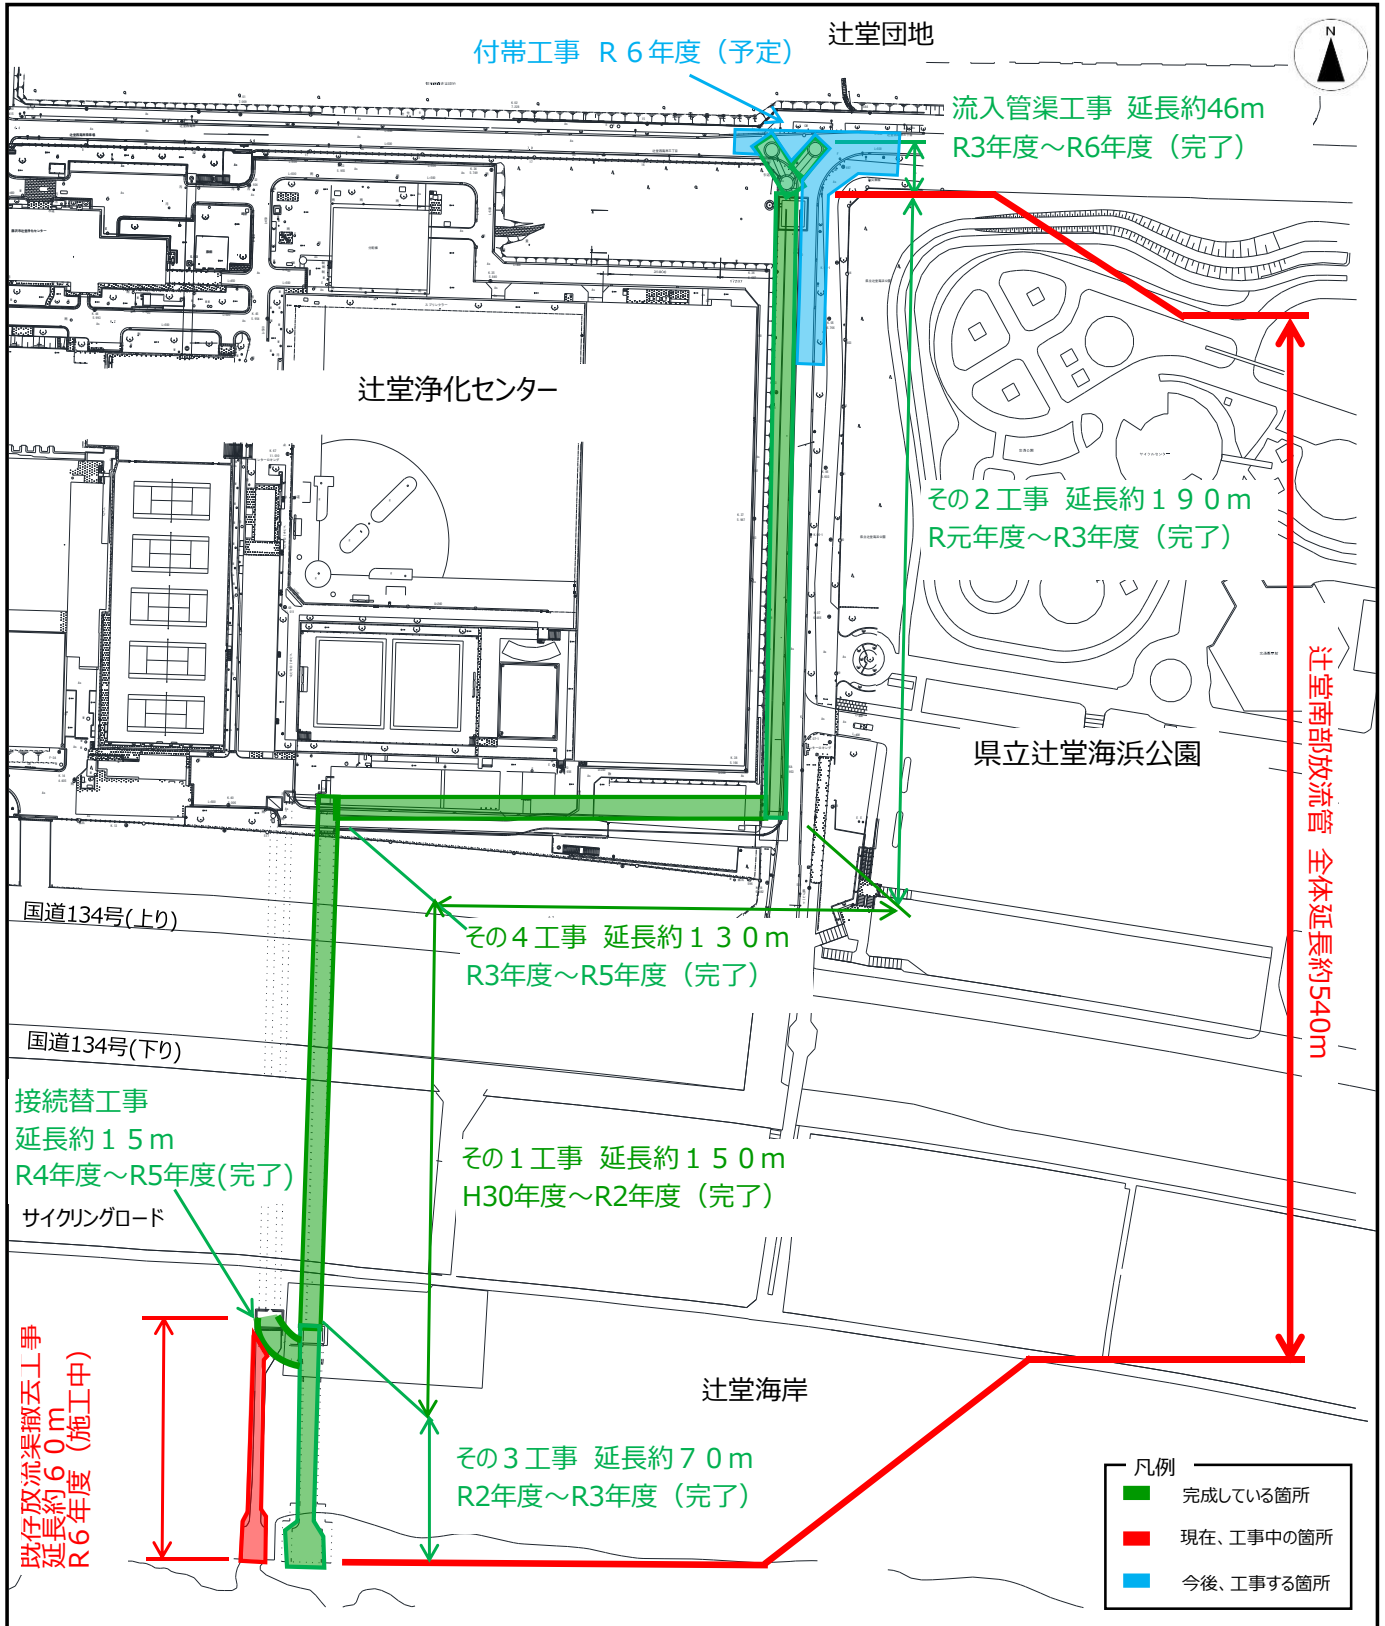 辻堂団地
N
付帯工事 Ｒ６年度（予定）
流入管渠工事 延長約46m
R3年度～R6年度（完了）
辻堂浄化センター
その２工事 延長約１９０ｍ
R元年度～R3年度（完了）
辻堂南部放流管 全体延長約540m
県立辻堂海浜公園
国道134号(上り)
その４工事 延長約１３０ｍ
R3年度～R5年度（完了）
国道134号(下り)
接続替工事
延長約１５ｍ
R4年度～R5年度(完了)
その１工事 延長約１５０ｍ
H30年度～R2年度（完了）
サイクリングロード
既存放流渠撤去工事
延長約６０ｍ
Ｒ６年度（施工中）
辻堂海岸
その３工事 延長約７０ｍ
R2年度～R3年度（完了）
凡例
完成している箇所
現在、工事中の箇所
今後、工事する箇所